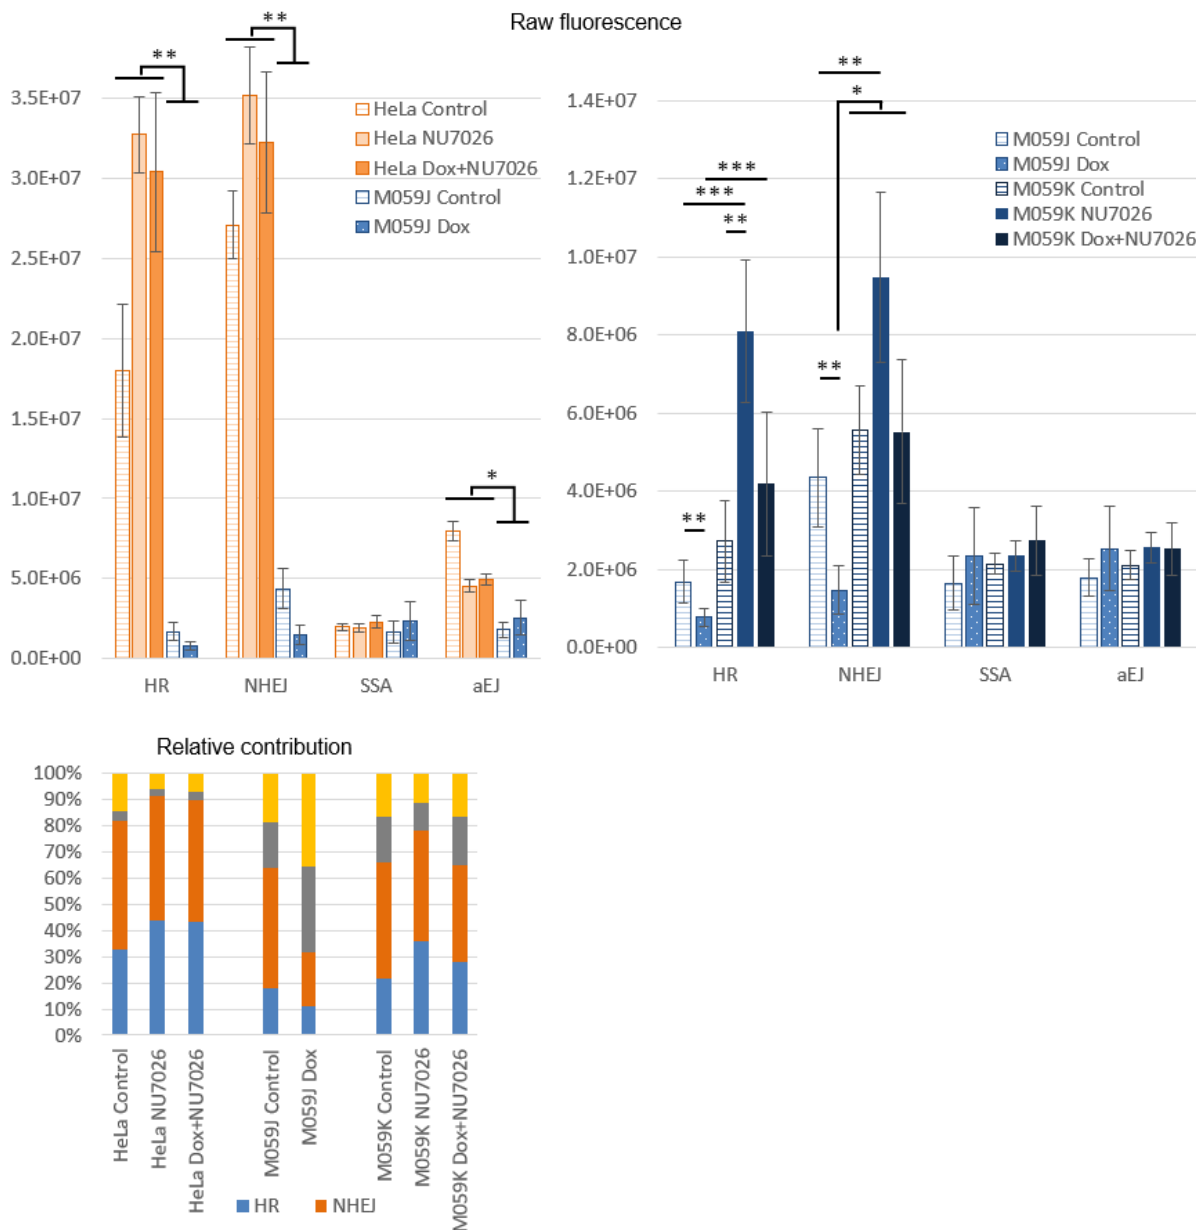 Raw fluorescence
**
**
3.5E+07
3.0E+07
2.5E+07
2.0E+07
1.5E+07
1.0E+07
5.0E+06
0.0E+00
HeLa Control
HeLa NU7026
HeLa Dox+NU7026
M059J Control
M059J Dox
*
HR
NHEJ
SSA
aEJ
**
*
1.4E+07
1.2E+07
1.0E+07
8.0E+06
6.0E+06
4.0E+06
2.0E+06
0.0E+00
M059J Control
M059J Dox
M059K Control
M059K NU7026
M059K Dox+NU7026
***
***
**
**
**
HR
NHEJ
SSA
aEJ
Relative contribution
100%
90%
80%
70%
60%
50%
40%
30%
20%
10%
0%
HeLa Control
HeLa NU7026
HeLa Dox+NU7026
M059J Control
M059J Dox
M059K Control
M059K NU7026
M059K Dox+NU7026
HR
NHEJ